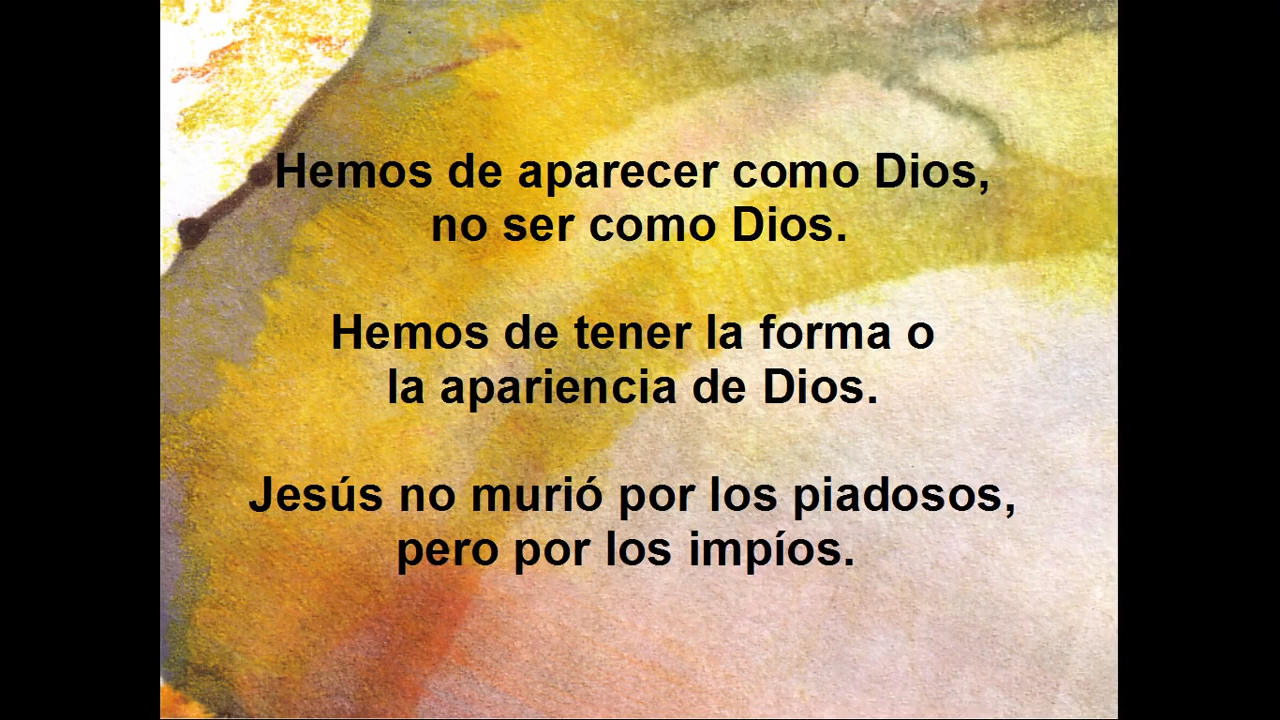 Hemos de aparecer como Dios,
no ser como Dios.
Hemos de tener la forma o
la apariencia de Dios.
Jesús no murió por los piadosos,
pero por los impíos.